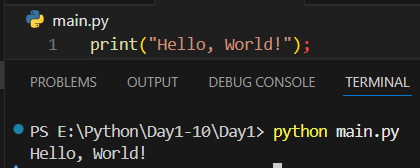 main.py
1 print("Hello, World!");
PROBLEMS OUTPUT DEBUG CONSOLE TERMINAL
PS E:\Python\Day1-10\Day1> python main.py
Hello, World!